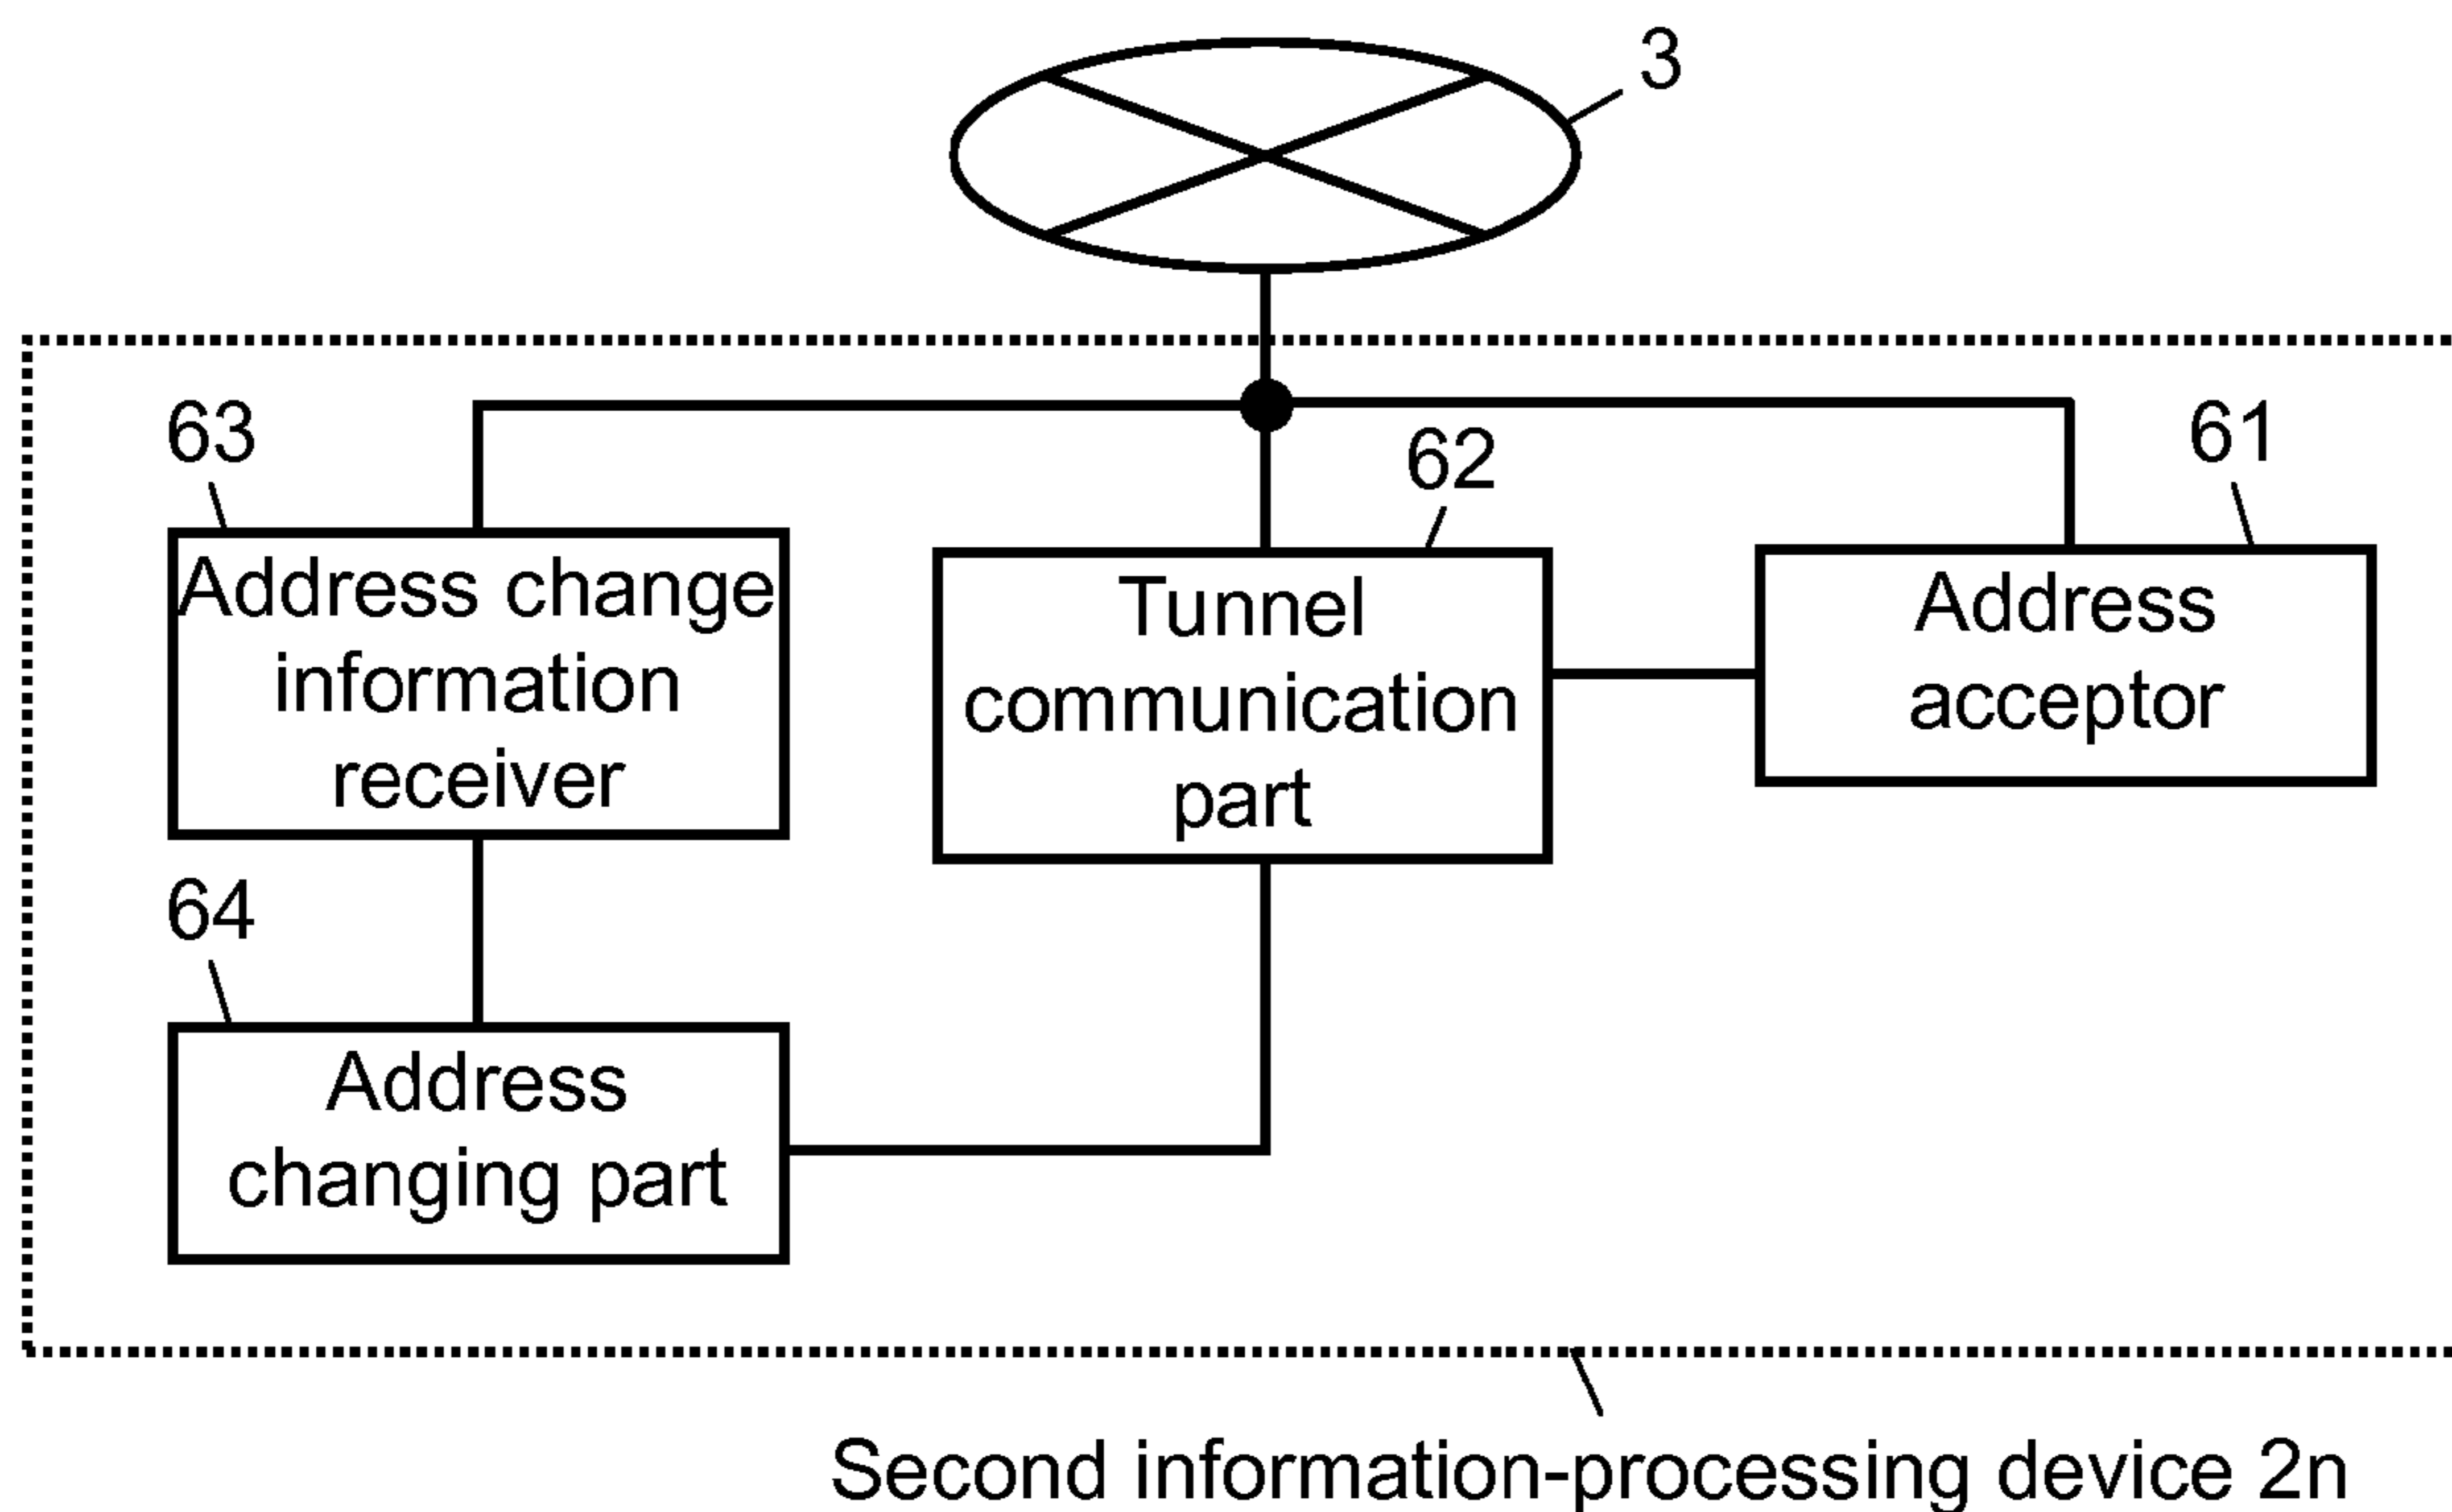 3
63
62
61
Address change
information
receiver
Tunnel
communication
part
Address
acceptor
64
Address
changing part
Second information-processing device 2n